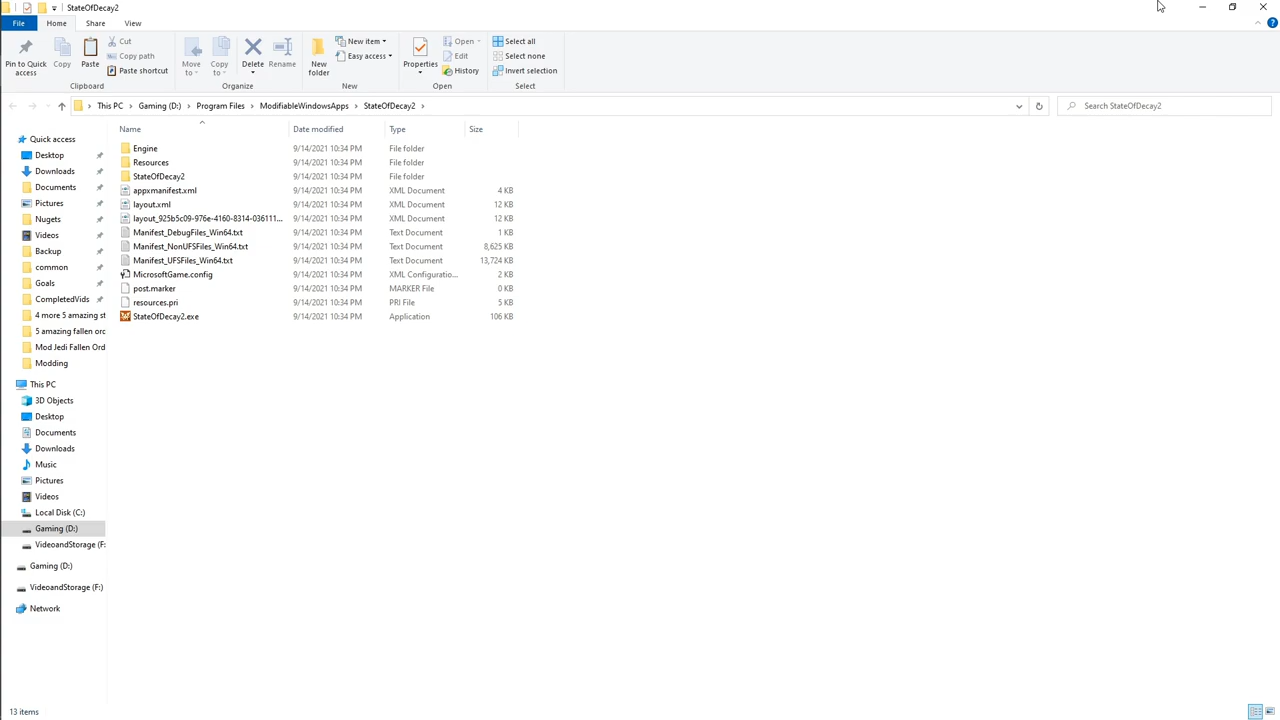 StateOfDecay2
File Home Share View
Pin to Quick access
Copy
Paste
Cut
Copy path
Paste shortcut
Clipboard
Move to
Copy to
Delete
Rename
Organize
New folder
New item
Easy access
New
Properties
Open
Edit
History
Open
Select all
Select none
Invert selection
Select
This PC > Gaming (D:) > Program Files > ModifiableWindowsApps > StateOfDecay2 >
Search StateOfDecay2
Name Date modified Type Size
Engine 9/14/2021 10:34 PM File folder
Resources 9/14/2021 10:34 PM File folder
StateOfDecay2 9/14/2021 10:34 PM File folder
appxmanifest.xml 9/14/2021 10:34 PM XML Document 4 KB
layout.xml 9/14/2021 10:34 PM XML Document 12 KB
layout_925b5c09-976e-4160-8314-036111... 9/14/2021 10:34 PM XML Document 12 KB
Manifest_DebugFiles_Win64.txt 9/14/2021 10:34 PM Text Document 1 KB
Manifest_NonUFSFiles_Win64.txt 9/14/2021 10:34 PM Text Document 8,625 KB
Manifest_UFSFiles_Win64.txt 9/14/2021 10:34 PM Text Document 13,724 KB
MicrosoftGame.config 9/14/2021 10:34 PM XML Configuratio... 2 KB
post.marker 9/14/2021 10:34 PM MARKER File 0 KB
resources.pri 9/14/2021 10:34 PM PRI File 5 KB
StateOfDecay2.exe 9/14/2021 10:34 PM Application 106 KB
Quick access
Desktop
Downloads
Documents
Pictures
Nugets
Videos
Backup
common
Goals
CompletedVids
4 more 5 amazing st
5 amazing fallen orc
Mod Jedi Fallen Ord
Modding
This PC
3D Objects
Desktop
Documents
Downloads
Music
Pictures
Videos
Local Disk (C:)
Gaming (D:)
VideoandStorage (F:
Gaming (D:)
VideoandStorage (F:)
Network
13 items